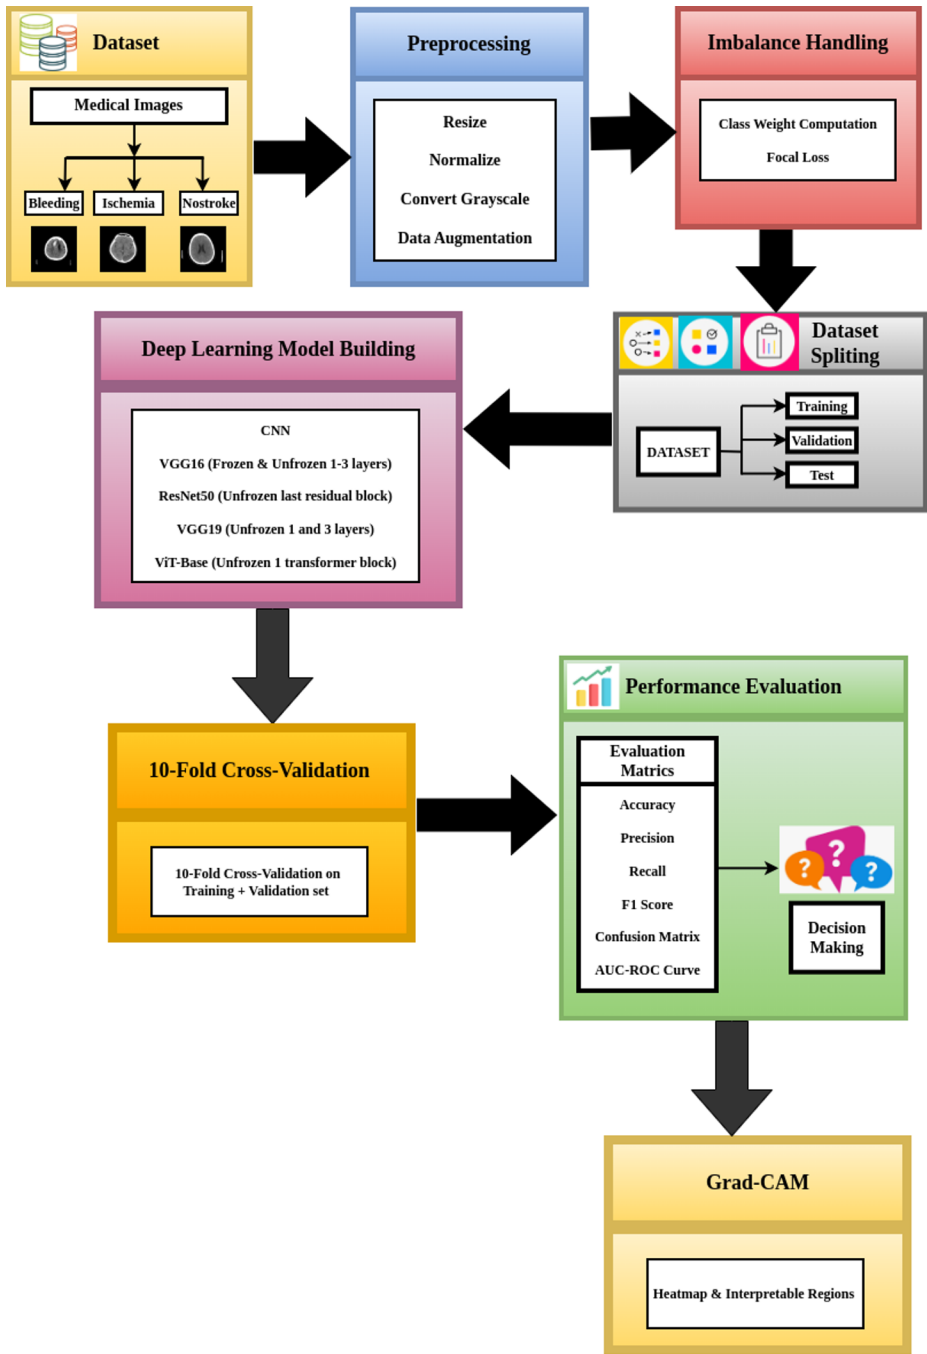 Dataset
Medical Images
Bleeding
Ischemia
Nostroke
Preprocessing
Resize
Normalize
Convert Grayscale
Data Augmentation
Imbalance Handling
Class Weight Computation
Focal Loss
Dataset
Spliting
DATASET
Training
Validation
Test
Deep Learning Model Building
CNN
VGG16 (Frozen & Unfrozen 1-3 layers)
ResNet50 (Unfrozen last residual block)
VGG19 (Unfrozen 1 and 3 layers)
ViT-Base (Unfrozen 1 transformer block)
10-Fold Cross-Validation
10-Fold Cross-Validation on
Training + Validation set
Performance Evaluation
Evaluation
Matrics
Accuracy
Precision
Recall
F1 Score
Confusion Matrix
AUC-ROC Curve
? ? ?
Decision
Making
Grad-CAM
Heatmap & Interpretable Regions